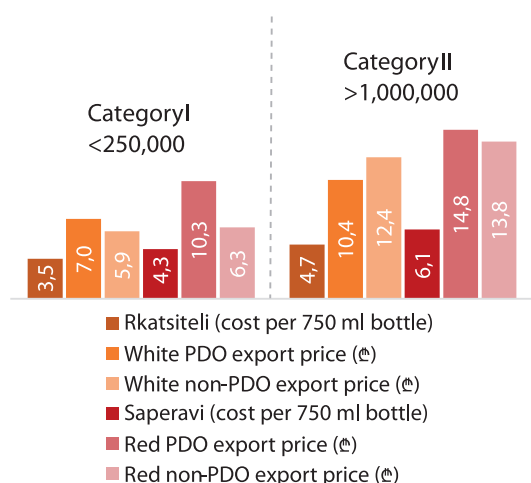 CategoryI
<250,000
CategoryII
>1,000,000
3,5
7,0
5,9
4,3
10,3
6,3
4,7
10,4
12,4
6,1
14,8
13,8
Rkatsiteli (cost per 750 ml bottle)
White PDO export price (₾)
White non-PDO export price (₾)
Saperavi (cost per 750 ml bottle)
Red PDO export price (₾)
Red non-PDO export price (₾)